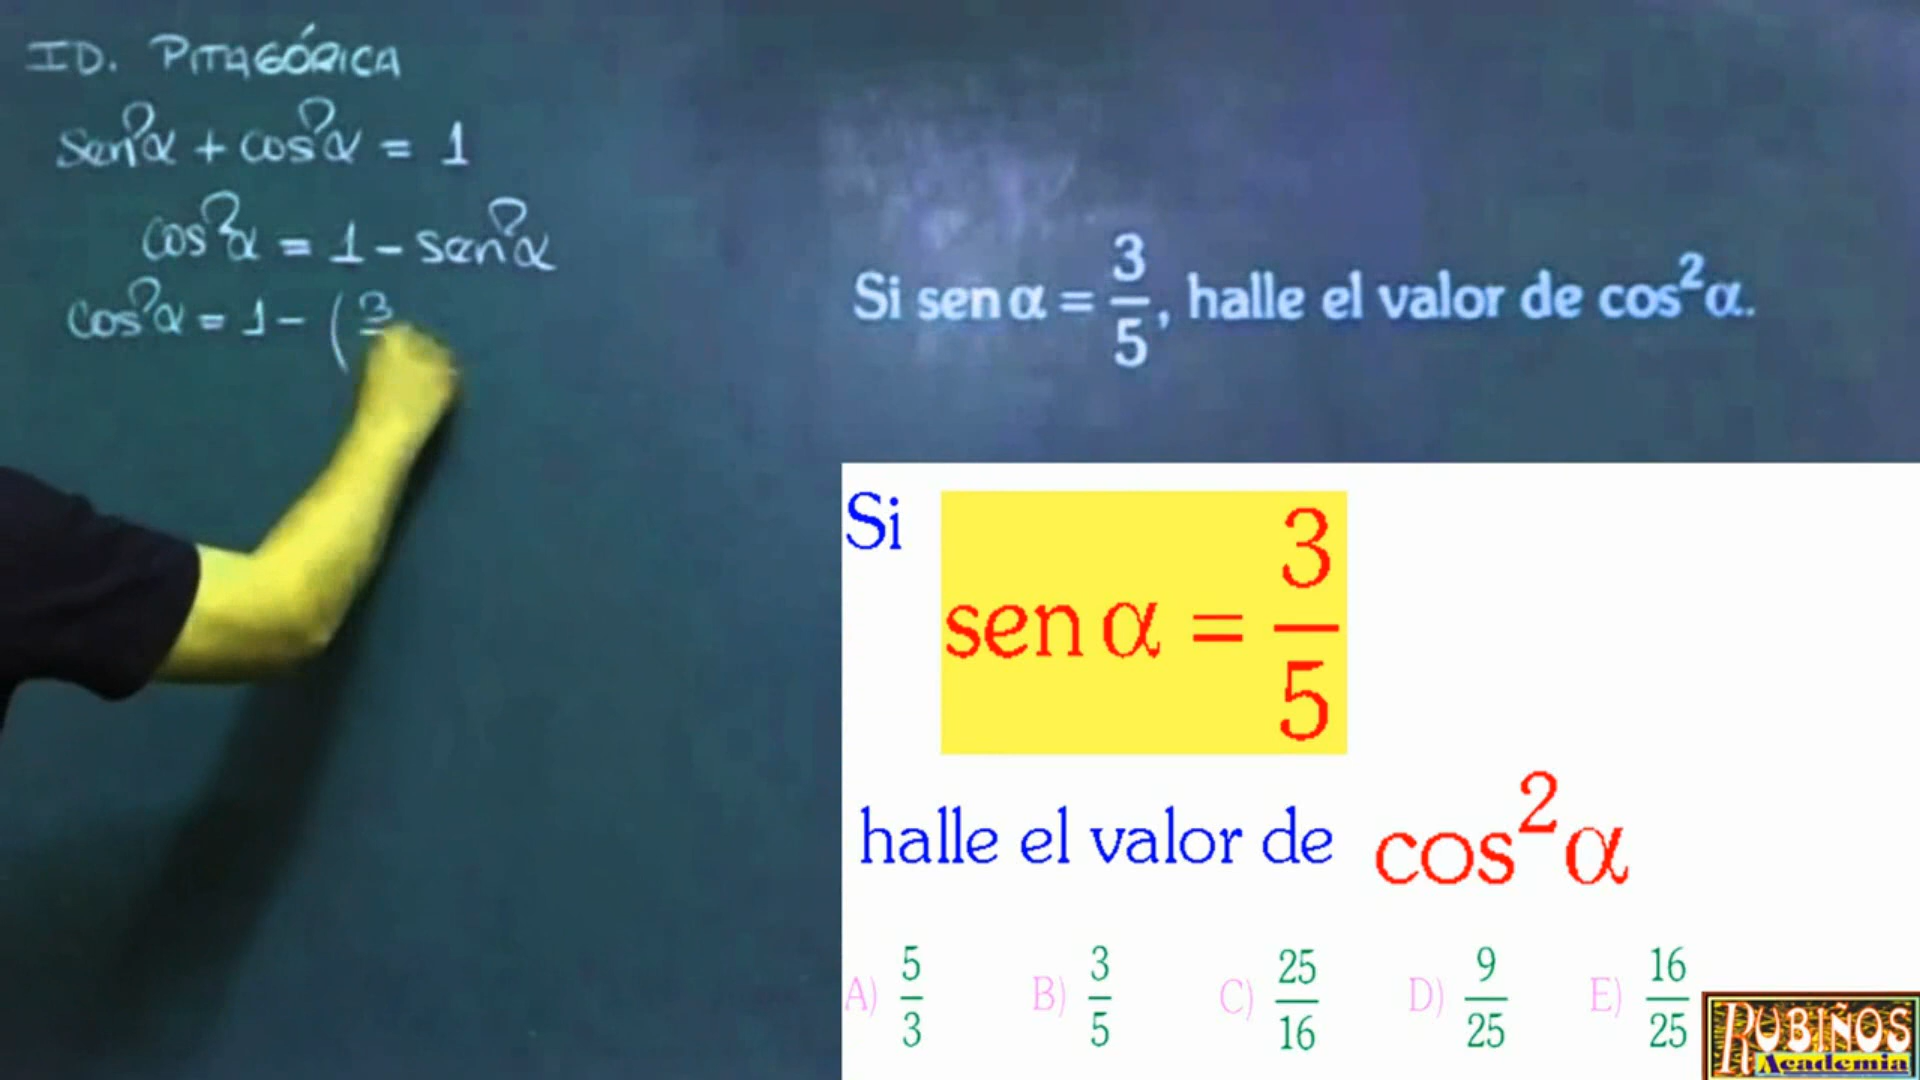 ID. PITAGÓRICA
sen²α + cos²α = 1
cos²α = 1 - sen²α
cos²α = 1 - (3
Si sen α = 3/5, halle el valor de cos²α.
Si sen α = 3/5
halle el valor de cos²α
A) 5/3 B) 3/5 C) 25/16 D) 9/25 E) 16/25
RUBIÑOS
Academia